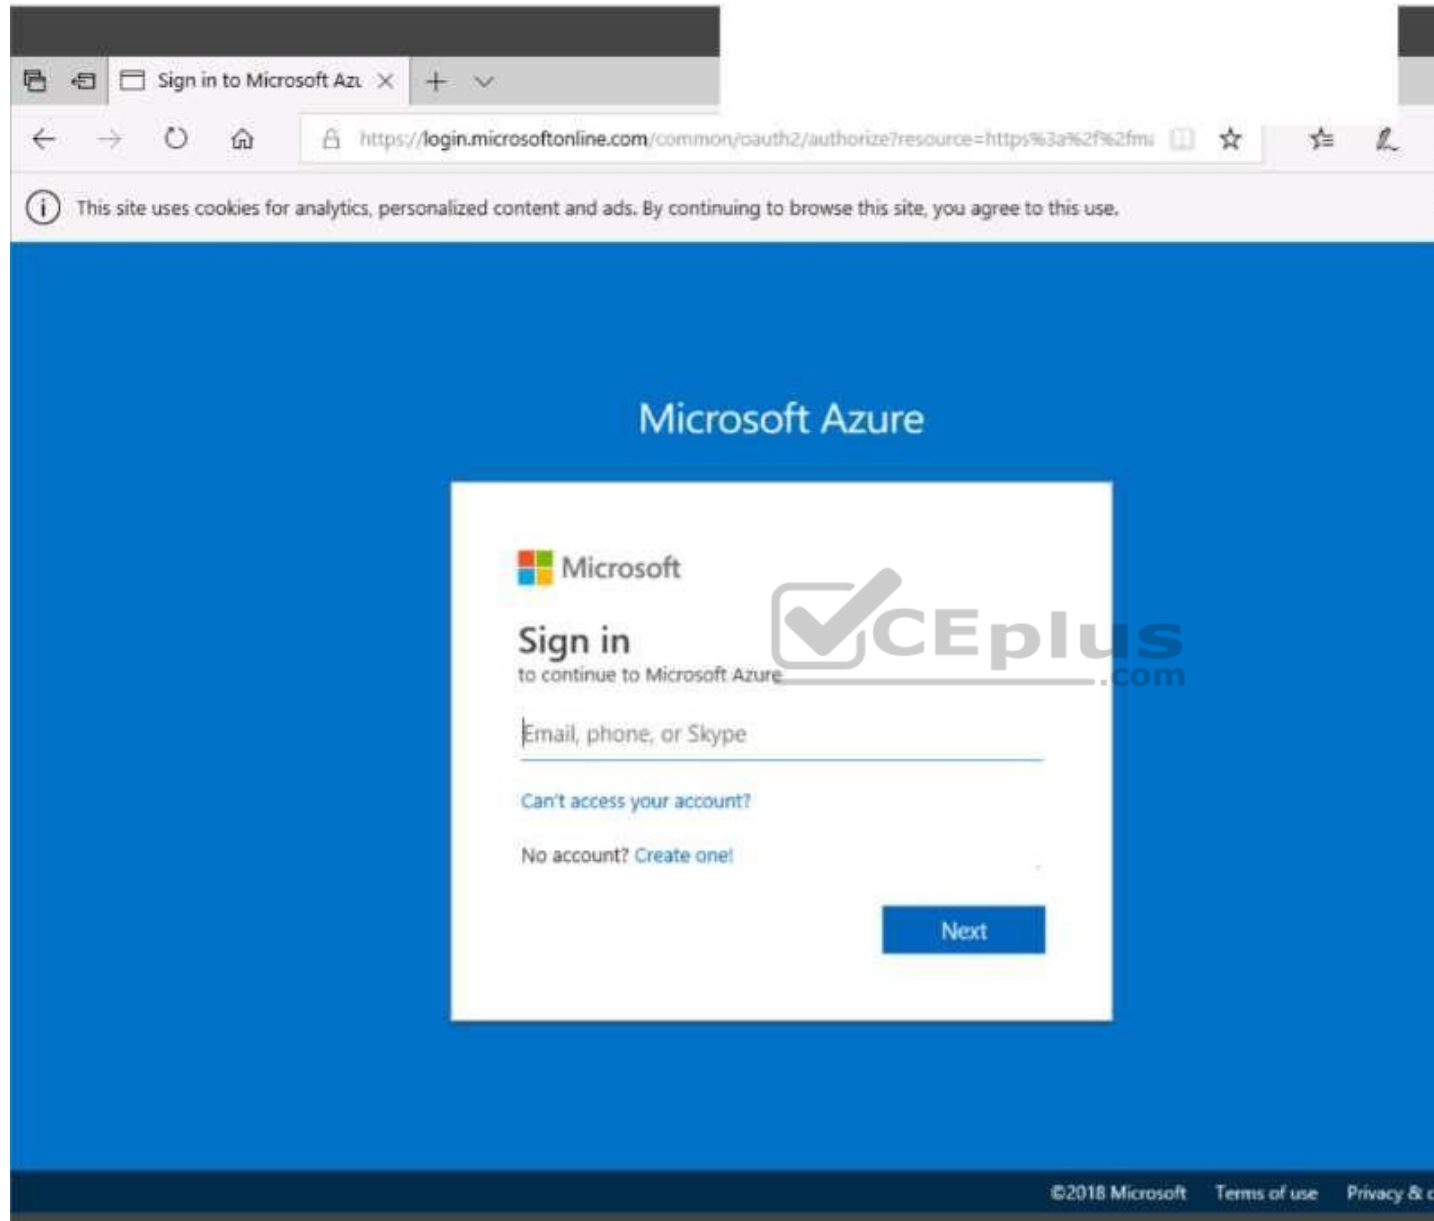 Sign in to Microsoft Azu
https://login.microsoftonline.com/common/oauth2/authorize?resource=https%3a%2f%2fma
This site uses cookies for analytics, personalized content and ads. By continuing to browse this site, you agree to this use.
Microsoft Azure
Microsoft
Sign in
to continue to Microsoft Azure
CEplus
.com
Email, phone, or Skype
Can't access your account?
No account? Create one!
Next
©2018 Microsoft Terms of use Privacy & c